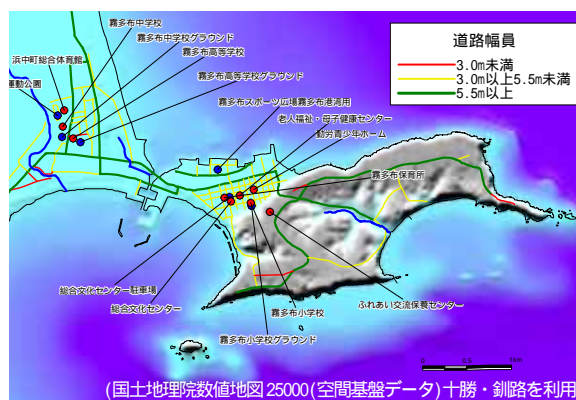 霧多布中学校
霧多布中学校グラウンド
浜中町総合体育館
霧多布高等学校
運動公園
霧多布高等学校グラウンド
霧多布スポーツ広場霧多布港適用
老人福祉・母子健康センター
勤労青少年ホーム
霧多布保育所
道路幅員
3.0m未満
3.0m以上5.5m未満
5.5m以上
総合文化センター駐車場
総合文化センター
霧多布小学校
霧多布小学校グラウンド
ふれあい交流保養センター
0 0.5 1km
(国土地理院数値地図25000(空間基盤データ)十勝・釧路を利用